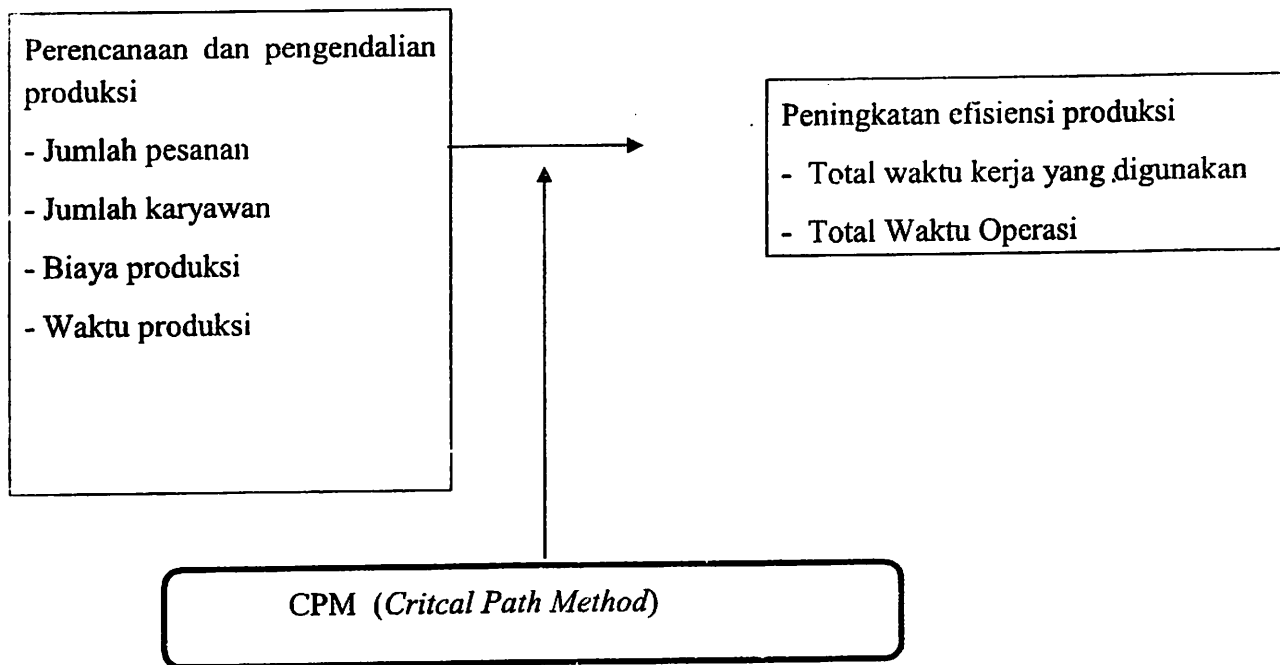 Perencanaan dan pengendalian
produksi
- Jumlah pesanan
- Jumlah karyawan
- Biaya produksi
- Waktu produksi
Peningkatan efisiensi produksi
- Total waktu kerja yang digunakan
- Total Waktu Operasi
CPM (Critcal Path Method)